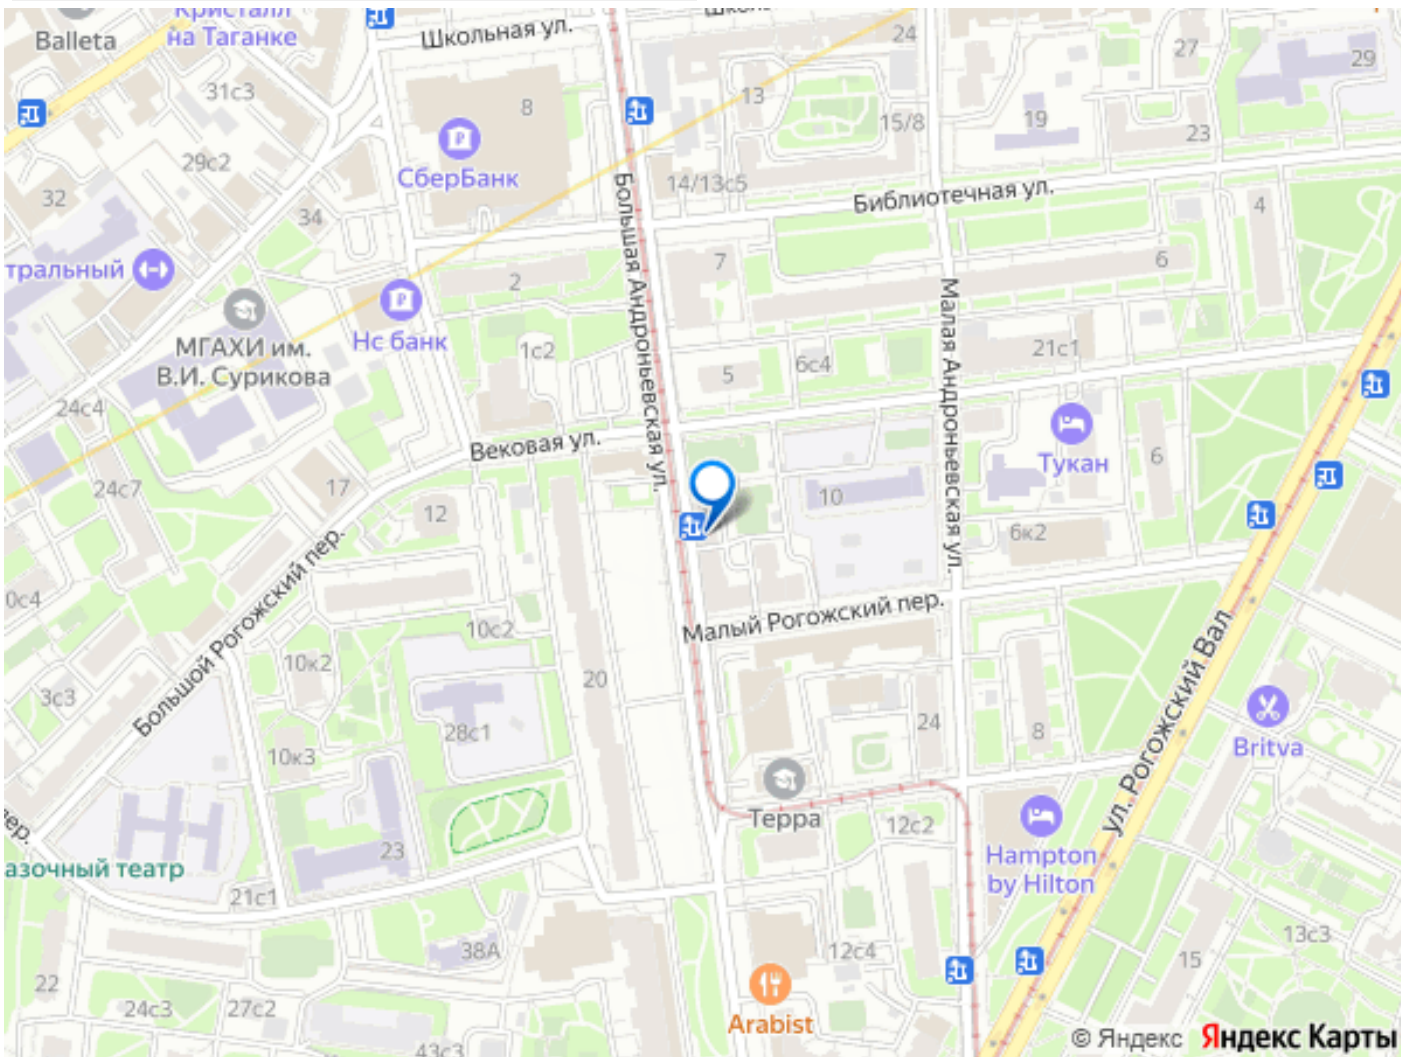 Кристалл
на Таганке
Balleta
Школьная ул.
24
27
29
31с3
8
13
15/8
19
23
СберБанк
29с2
32
34
14/13с5
Библиотечная ул.
4
Большая Андроньевская ул.
7
6
тральный
2
Малая Андроньевская ул.
МГАХИ им.
В.И. Сурикова
Нс банк
1с2
5
6с4
21с1
24с4
Вековая ул.
Тукан
6
24с7
17
12
10
6к2
0с4
Большой Рогожский пер.
Малый Рогожский пер.
10с2
10к2
3с3
20
28с1
24
8
ул. Рогожский Вал
Britva
10к3
Терра
12с2
23
Hampton
by Hilton
пер.
азочный театр
21с1
38А
12с4
13с3
15
22
24с3
27с2
Arabist
43с3
© Яндекс Яндекс Карты